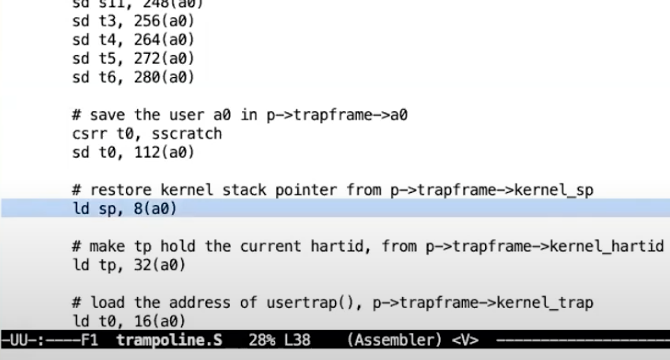 sd s11, 248(a0)
sd t3, 256(a0)
sd t4, 264(a0)
sd t5, 272(a0)
sd t6, 280(a0)
# save the user a0 in p->trapframe->a0
csrr t0, sscratch
sd t0, 112(a0)
# restore kernel stack pointer from p->trapframe->kernel_sp
ld sp, 8(a0)
# make tp hold the current hartid, from p->trapframe->kernel_hartid
ld tp, 32(a0)
# load the address of usertrap(), p->trapframe->kernel_trap
ld t0, 16(a0)
-UU-:----F1 trampoline.S 28% L38 (Assembler) <V> ----------------